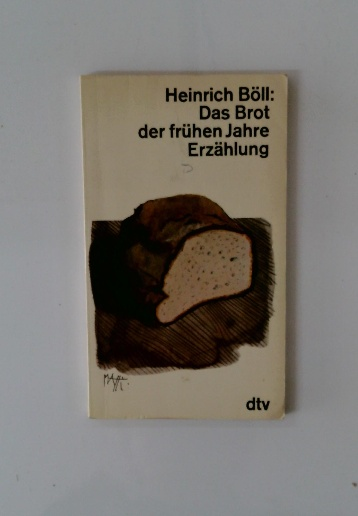 Heinrich Böll:
Das Brot
der frühen Jahre
Erzählung
dtv